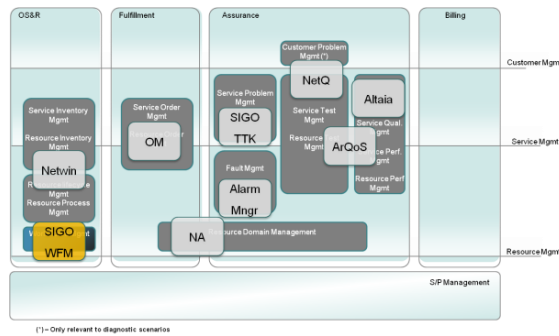 OS&R
Fulfillment
Assurance
Billing
Customer Problem
Mgmt (*)
Customer Mgmt
NetQ
Service Problem
Mgmt
Altaia
Service Inventory
Mgmt
Service Order
Mgmt
SIGO
TTK
Service Test
Mgmt
Service Qual.
Mgmt
Resource Inventory
Mgmt
OM
ArQoS
Service Mgmt
Perf.
Mgmt
Netwin
Fault Mgmt
Resource Perf
Mgmt
Mgmt
Resource Process
Mgmt
Alarm
Mngr
SIGO
WFM
NA
Resource Domain Management
Resource Mgmt
S/P Management
(*) – Only relevant to diagnostic scenarios